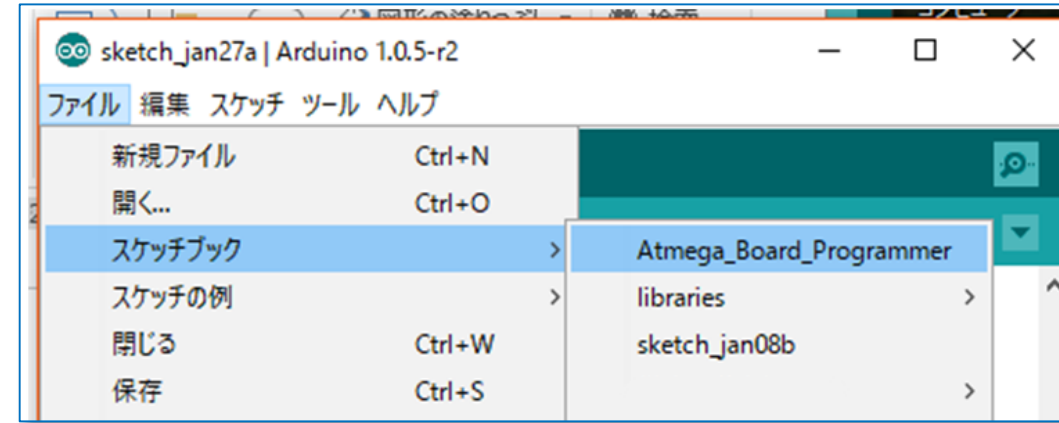 sketch_jan27a | Arduino 1.0.5-r2
ファイル 編集 スケッチ ツール ヘルプ
新規ファイル Ctrl+N
開く... Ctrl+O
スケッチブック > Atmega_Board_Programmer
スケッチの例 > libraries >
閉じる Ctrl+W sketch_jan08b
保存 Ctrl+S >